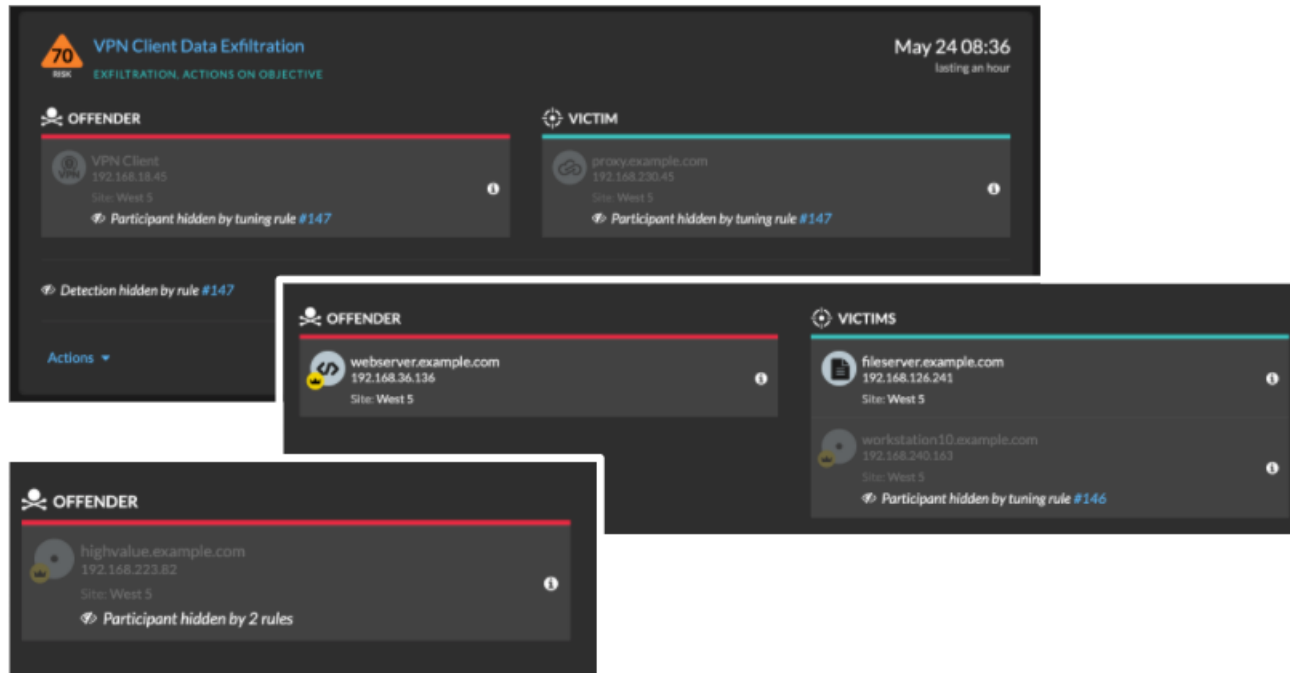 70
RISK
VPN Client Data Exfiltration
EXFILTRATION, ACTIONS ON OBJECTIVE
May 24 08:36
lasting an hour
OFFENDER
VPN
VPN Client
192.168.18.45
Site: West 5
Participant hidden by tuning rule #147
VICTIM
proxy.example.com
192.168.230.45
Site: West 5
Participant hidden by tuning rule #147
Detection hidden by rule #147
Actions
OFFENDER
webserver.example.com
192.168.36.136
Site: West 5
VICTIMS
fileserver.example.com
192.168.126.241
Site: West 5
workstation10.example.com
192.168.240.163
Site: West 5
Participant hidden by tuning rule #146
OFFENDER
highvalue.example.com
192.168.223.82
Site: West 5
Participant hidden by 2 rules